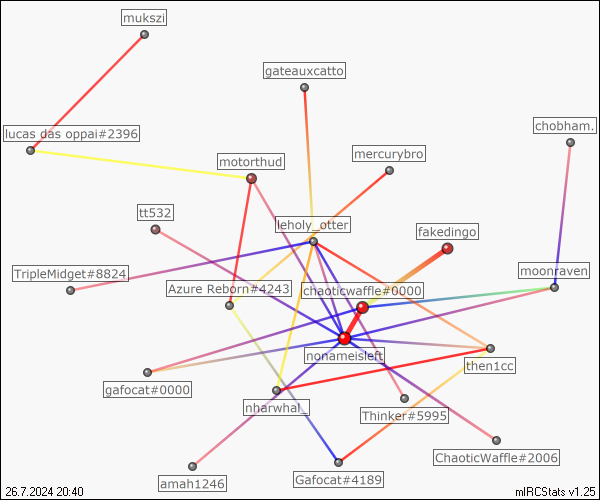 mukszi
gateauxcatto
chobham.
lucas das oppai#2396
mercurybro
motorthud
tt532
leholy_otter
fakedingo
TripleMidget#8824
moonraven
Azure Reborn#4243
chaoticwaffle#0000
nonameisleft
then1cc
gafocat#0000
nharwhal_
Thinker#5995
ChaoticWaffle#2006
amah1246
Gafocat#4189
26.7.2024 20:40
mIRCStats v1.25